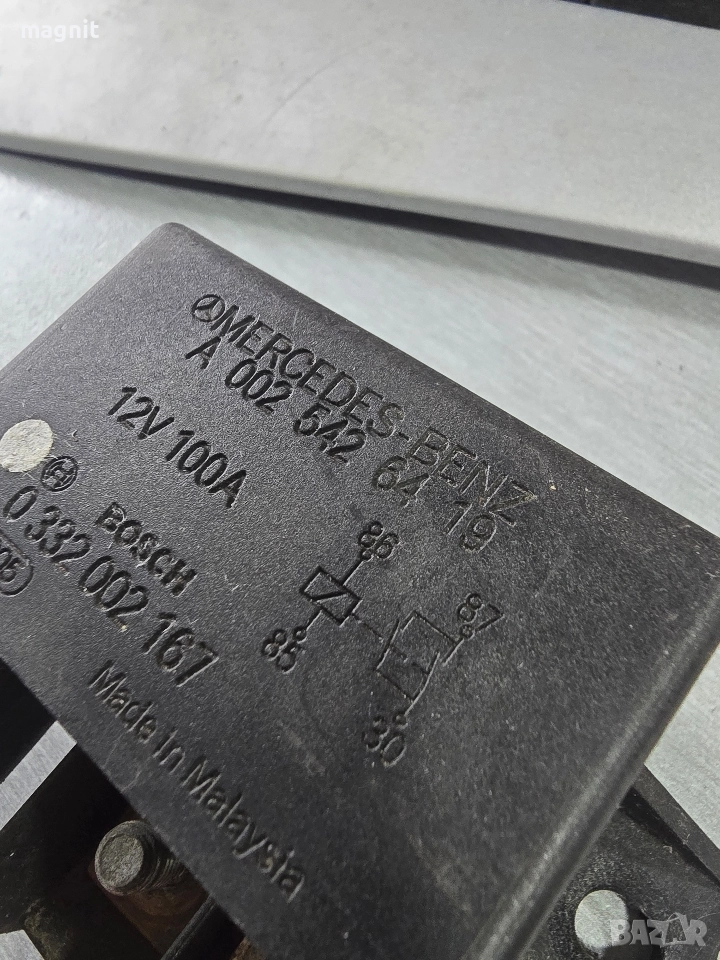 magnit
MERCEDES-BENZ
A 002 542 64 19
12V 100A
BOSCH
0 332 002 167
86
87
85
30
Made in Malaysia
BAZAR